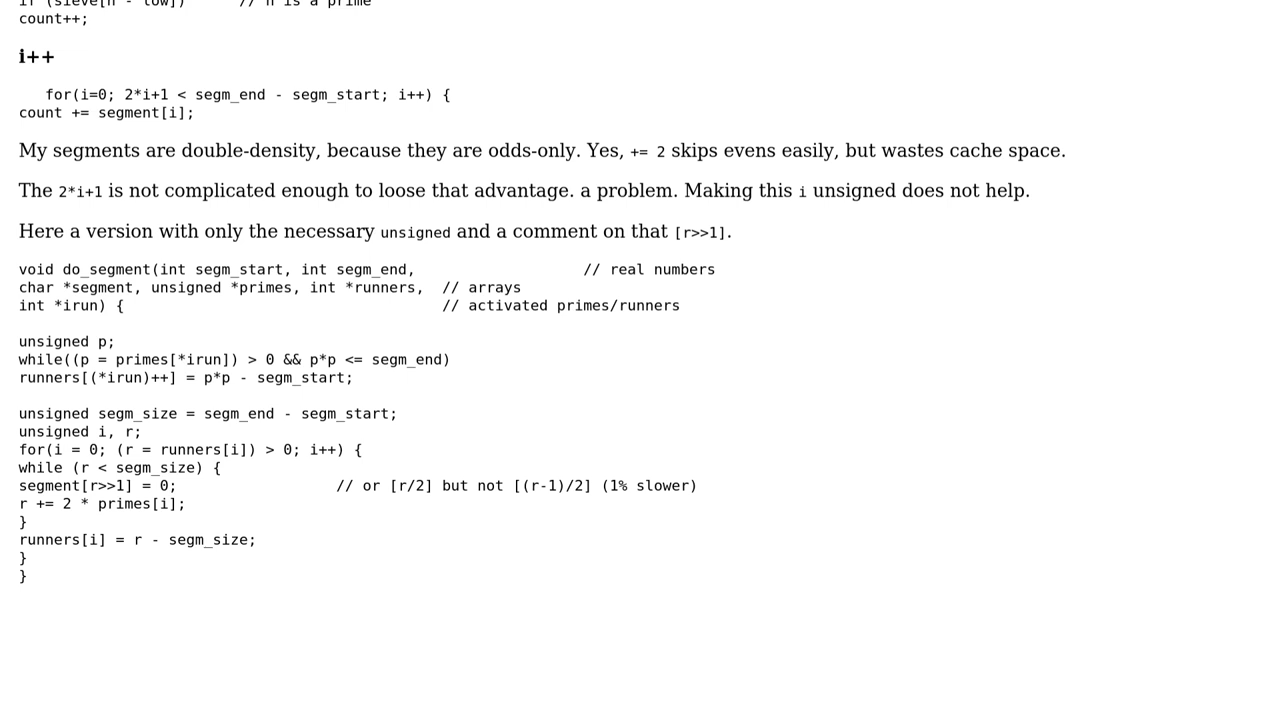 if (sieve[n - low])      // n is a prime
count++;
i++
   for(i=0; 2*i+1 < segm_end - segm_start; i++) {
count += segment[i];
My segments are double-density, because they are odds-only. Yes, += 2 skips evens easily, but wastes cache space.
The 2*i+1 is not complicated enough to loose that advantage. a problem. Making this i unsigned does not help.
Here a version with only the necessary unsigned and a comment on that [r>>1].
void do_segment(int segm_start, int segm_end,                   // real numbers
char *segment, unsigned *primes, int *runners,  // arrays
int *irun) {                                    // activated primes/runners
unsigned p;
while((p = primes[*irun]) > 0 && p*p <= segm_end)
runners[(*irun)++] = p*p - segm_start;
unsigned segm_size = segm_end - segm_start;
unsigned i, r;
for(i = 0; (r = runners[i]) > 0; i++) {
while (r < segm_size) {
segment[r>>1] = 0;                  // or [r/2] but not [(r-1)/2] (1% slower)
r += 2 * primes[i];
}
runners[i] = r - segm_size;
}
}